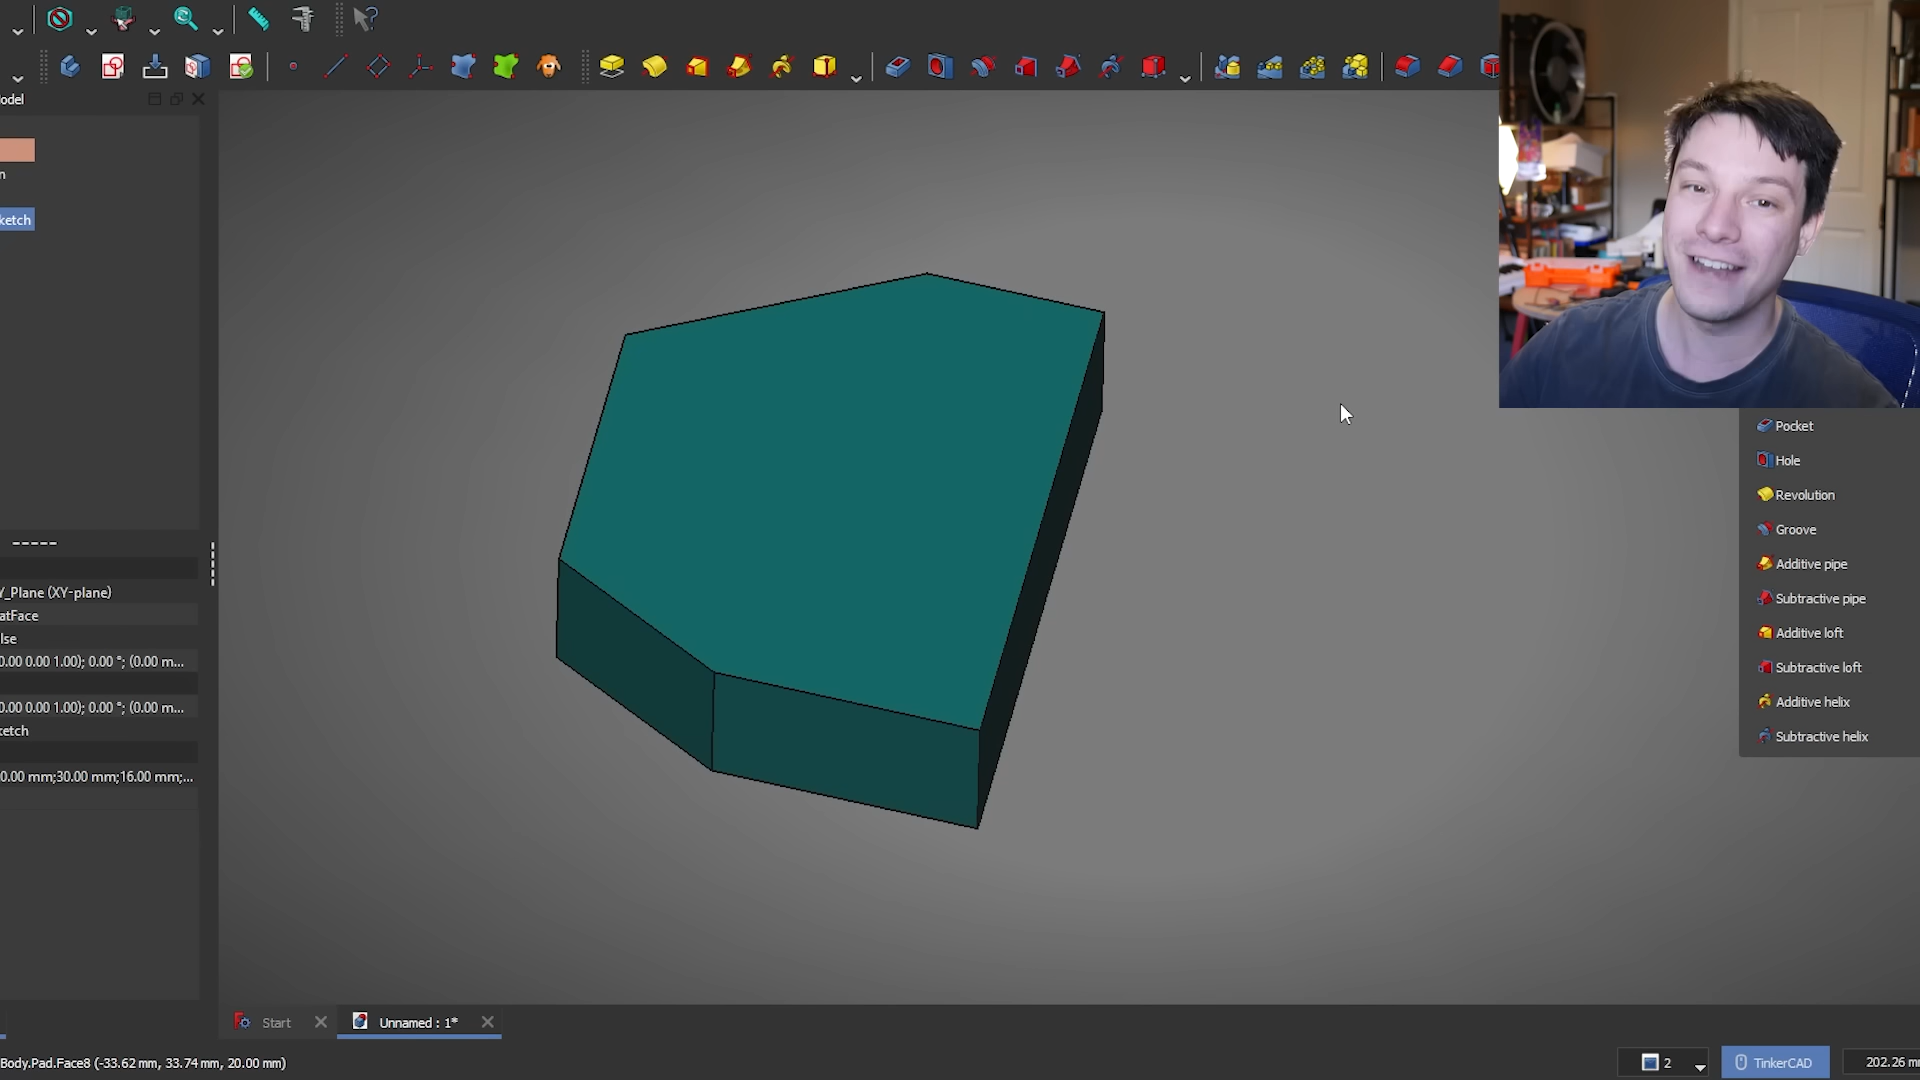 odel
n
ketch
Y_Plane (XY-plane)
atFace
lse
0.00 0.00 1.00); 0.00 °; (0.00 m...
0.00 0.00 1.00); 0.00 °; (0.00 m...
ketch
0.00 mm;30.00 mm;16.00 mm;...
Pocket
Hole
Revolution
Groove
Additive pipe
Subtractive pipe
Additive loft
Subtractive loft
Additive helix
Subtractive helix
Start
Unnamed : 1*
Body.Pad.Face8 (-33.62 mm, 33.74 mm, 20.00 mm)
2
TinkerCAD
202.26 m